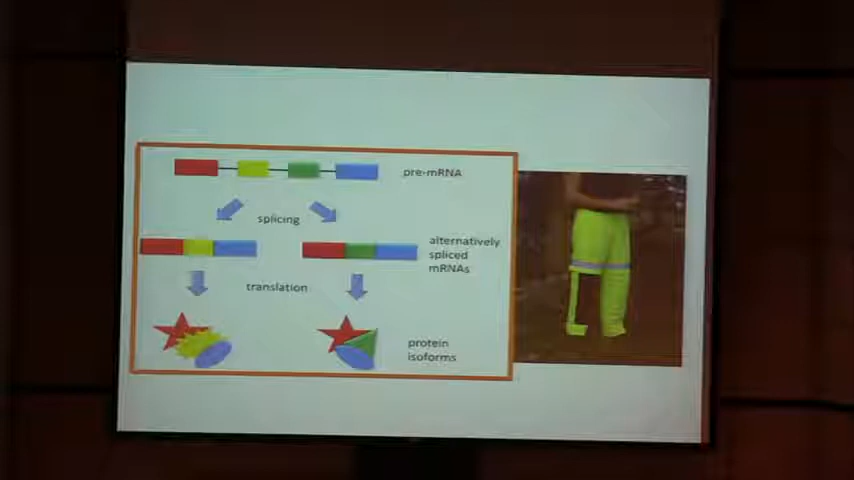 pre-mRNA
splicing
alternatively
spliced
mRNAs
translation
protein
isoforms